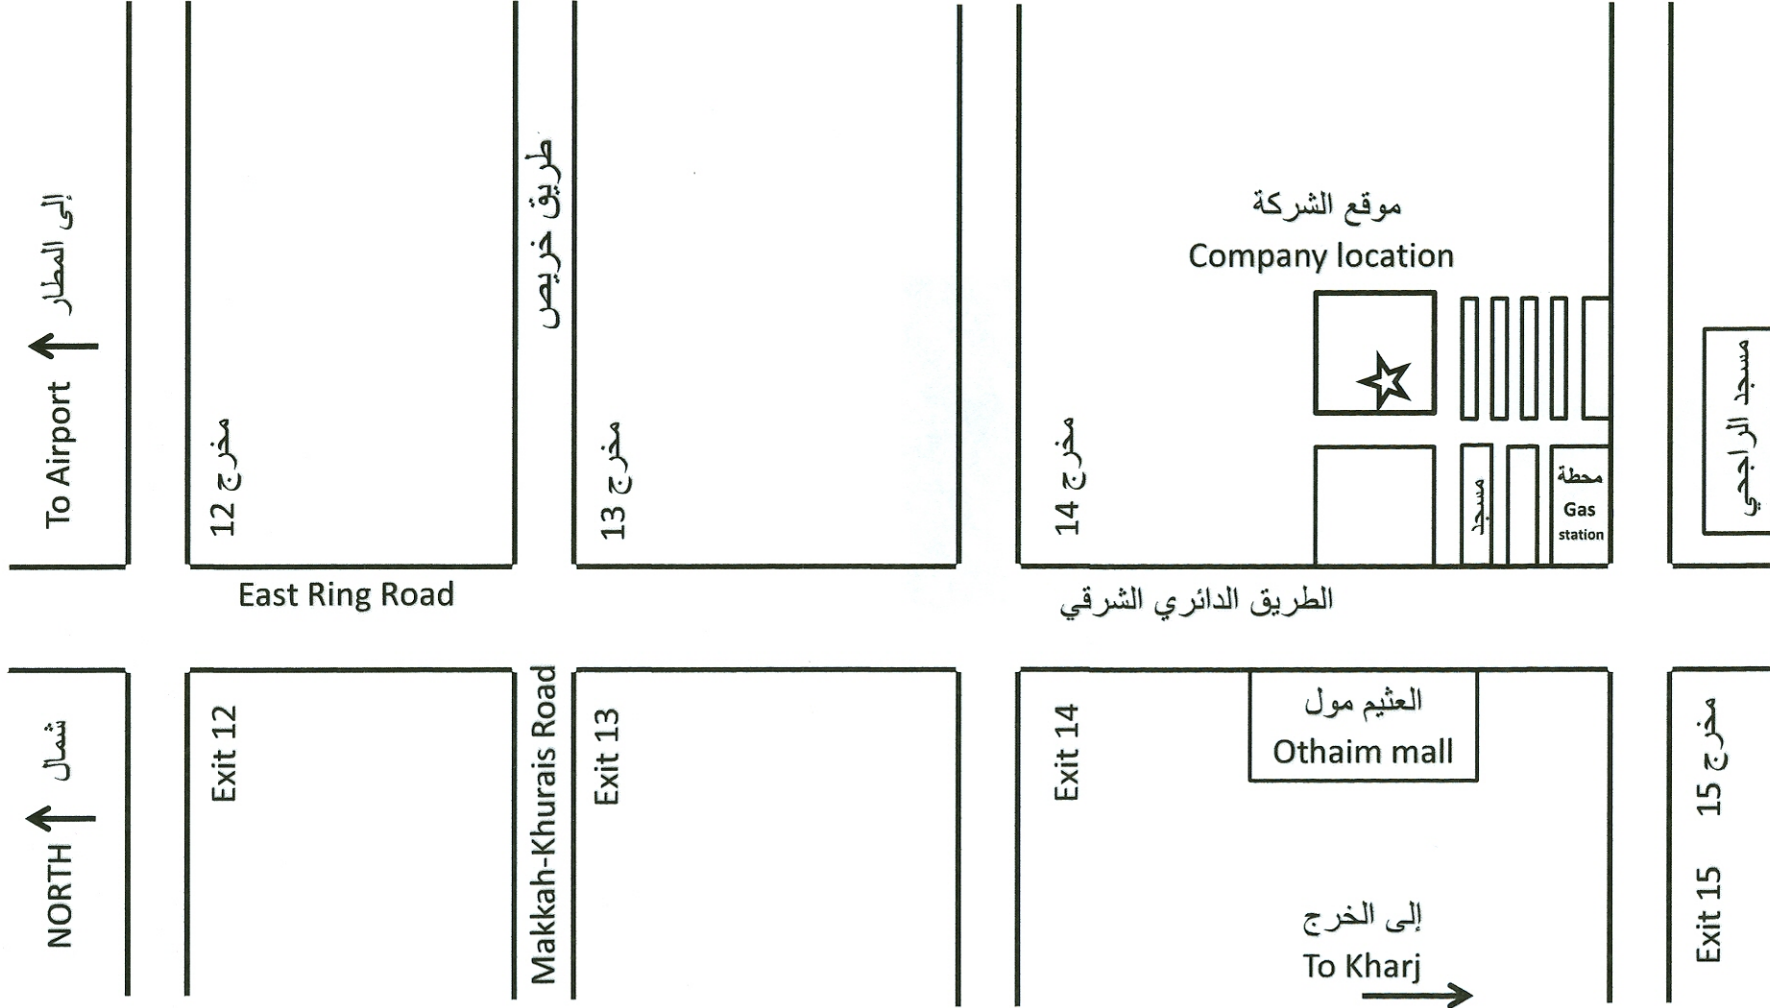 إلى المطار
To Airport
شمال
NORTH
مخرج 12
Exit 12
East Ring Road
طريق خريص
Makkah-Khurais Road
مخرج 13
Exit 13
مخرج 14
Exit 14
موقع الشركة
Company location
مسجد
محطة
Gas
station
الطريق الدائري الشرقي
العثيم مول
Othaim mall
إلى الخرج
To Kharj
مسجد الراجحي
مخرج 15
Exit 15